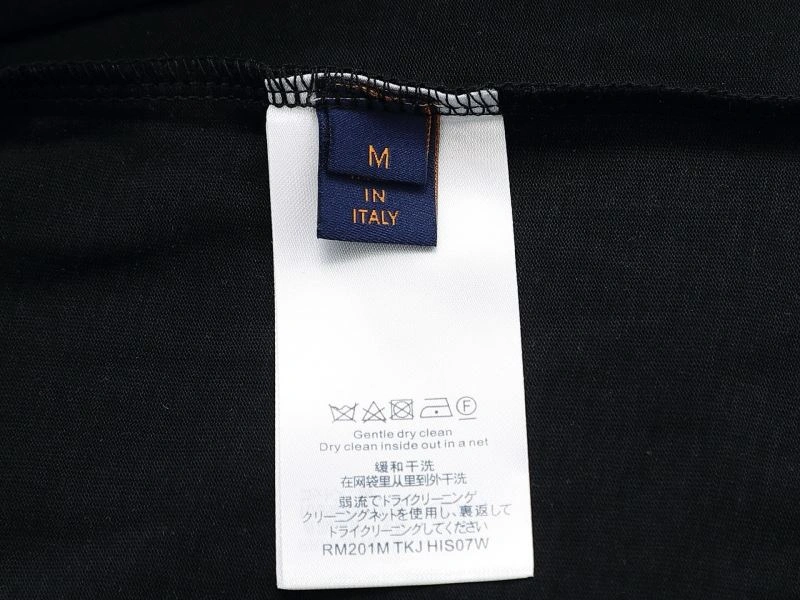 M
IN
ITALY
F
Gentle dry clean
Dry clean inside out in a net
缓和干洗
在网袋里从里到外干洗
弱流でドライクリーニング
クリーニングネットを使用し、裏返して
ドライクリーニングしてください
RM201M TKJ HIS07W